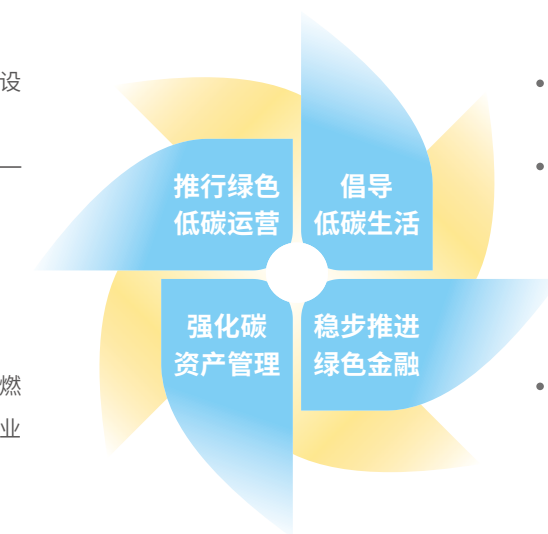 设
一
推行绿色
低碳运营
倡导
低碳生活
强化碳
资产管理
稳步推进
绿色金融
燃
业